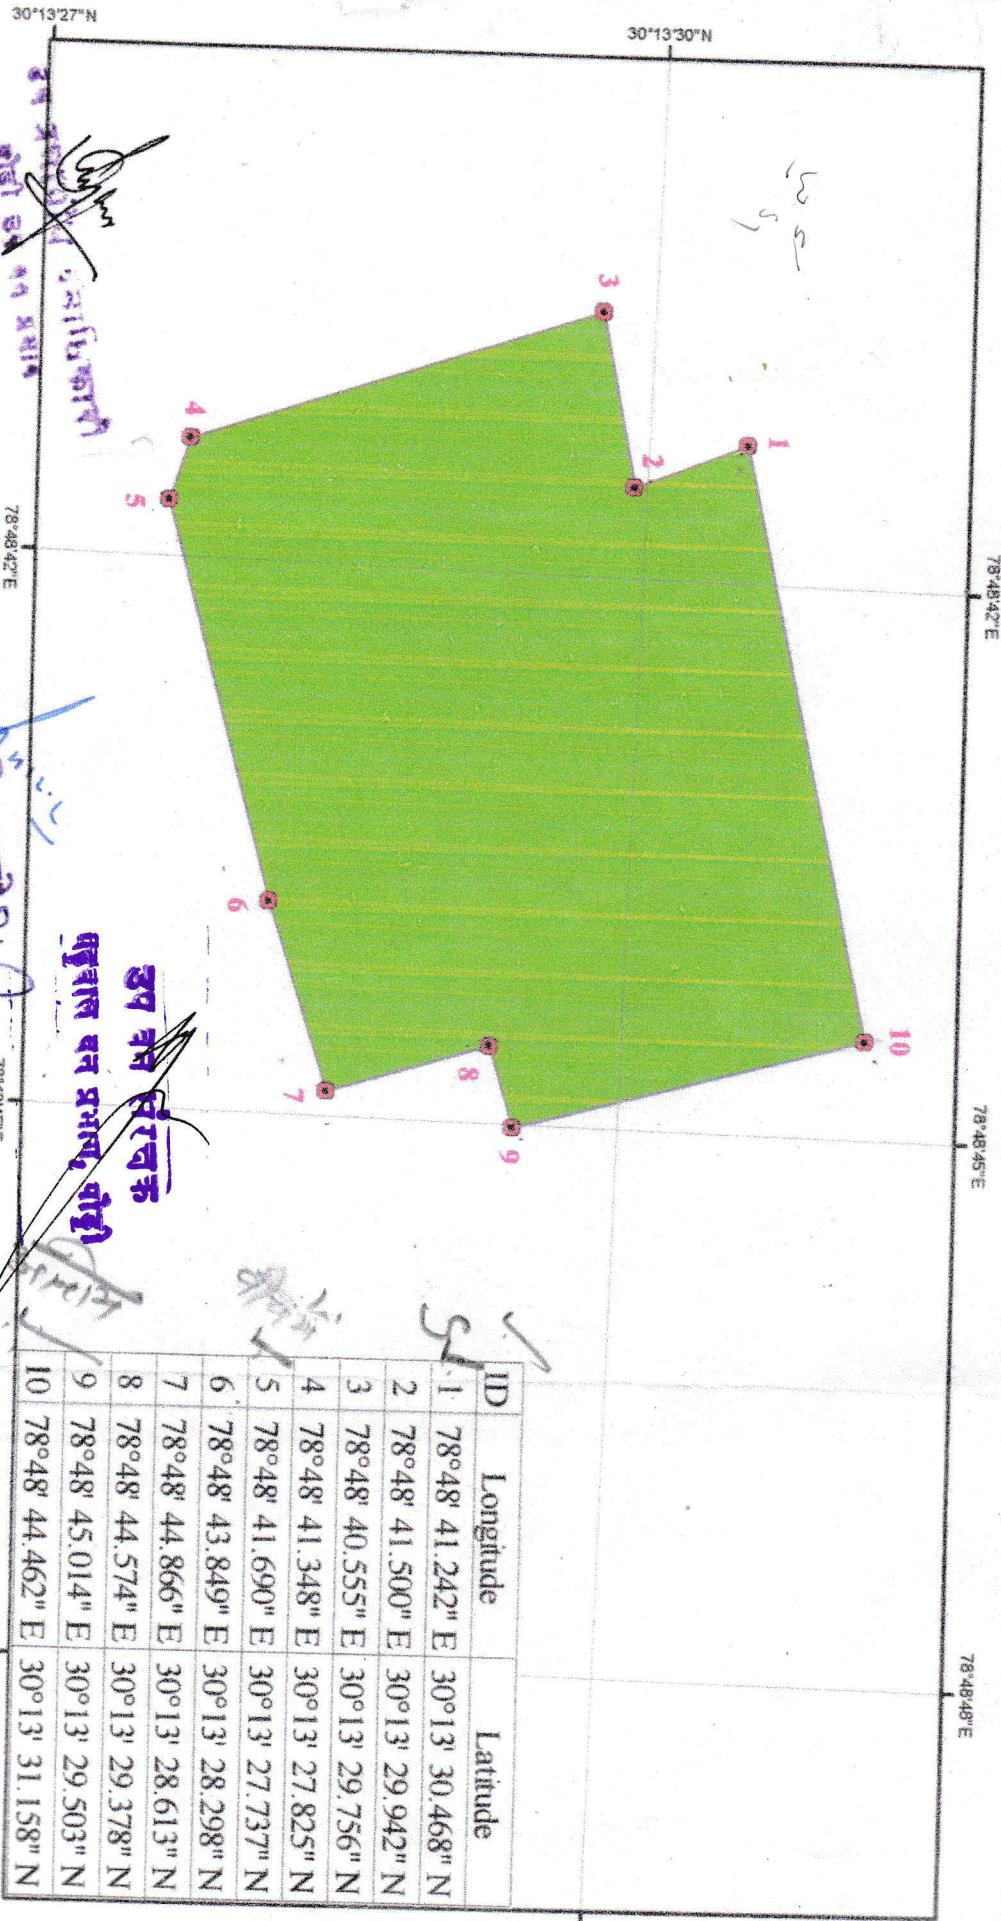 30°13'27"N
30°13'30"N
78°48'42"E
78°48'45"E
78°48'48"E
78°48'42"E
1
2
3
4
5
6
7
8
9
10
उप वन संरक्षक
गढ़वाल वन प्रभाग, पौड़ी
ID Longitude Latitude
1 78°48' 41.242" E 30°13' 30.468" N
2 78°48' 41.500" E 30°13' 29.942" N
3 78°48' 40.555" E 30°13' 29.756" N
4 78°48' 41.348" E 30°13' 27.825" N
5 78°48' 41.690" E 30°13' 27.737" N
6 78°48' 43.849" E 30°13' 28.298" N
7 78°48' 44.866" E 30°13' 28.613" N
8 78°48' 44.574" E 30°13' 29.378" N
9 78°48' 45.014" E 30°13' 29.503" N
10 78°48' 44.462" E 30°13' 31.158" N